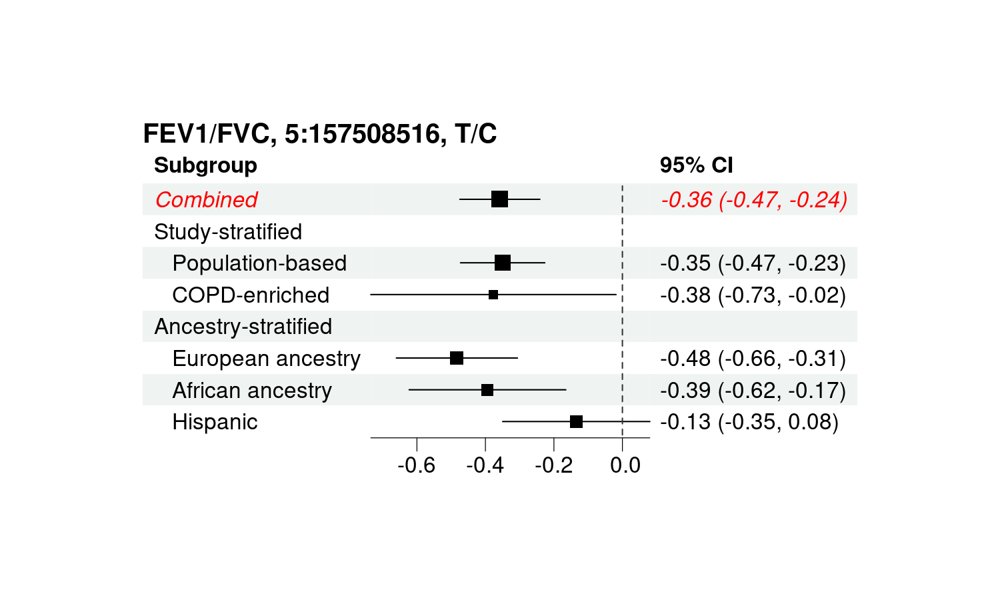 FEV1/FVC, 5:157508516, T/C
Subgroup 95% CI
Combined -0.36 (-0.47, -0.24)
Study-stratified
Population-based -0.35 (-0.47, -0.23)
COPD-enriched -0.38 (-0.73, -0.02)
Ancestry-stratified
European ancestry -0.48 (-0.66, -0.31)
African ancestry -0.39 (-0.62, -0.17)
Hispanic -0.13 (-0.35, 0.08)
-0.6 -0.4 -0.2 0.0